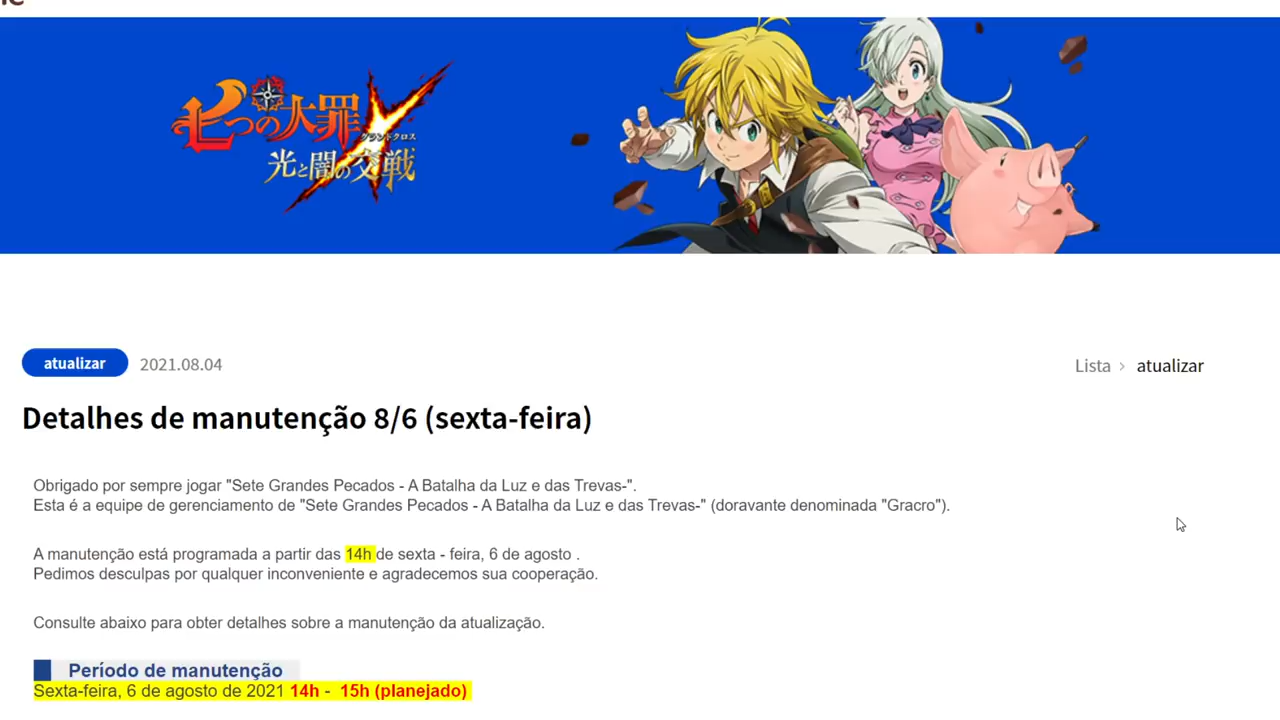 七つの大罪
グランドクロス
光と闇の交戦
atualizar 2021.08.04
Lista › atualizar
Detalhes de manutenção 8/6 (sexta-feira)
Obrigado por sempre jogar "Sete Grandes Pecados - A Batalha da Luz e das Trevas-".
Esta é a equipe de gerenciamento de "Sete Grandes Pecados - A Batalha da Luz e das Trevas-" (doravante denominada "Gracro").
A manutenção está programada a partir das 14h de sexta - feira, 6 de agosto .
Pedimos desculpas por qualquer inconveniente e agradecemos sua cooperação.
Consulte abaixo para obter detalhes sobre a manutenção da atualização.
Período de manutenção
Sexta-feira, 6 de agosto de 2021 14h - 15h (planejado)